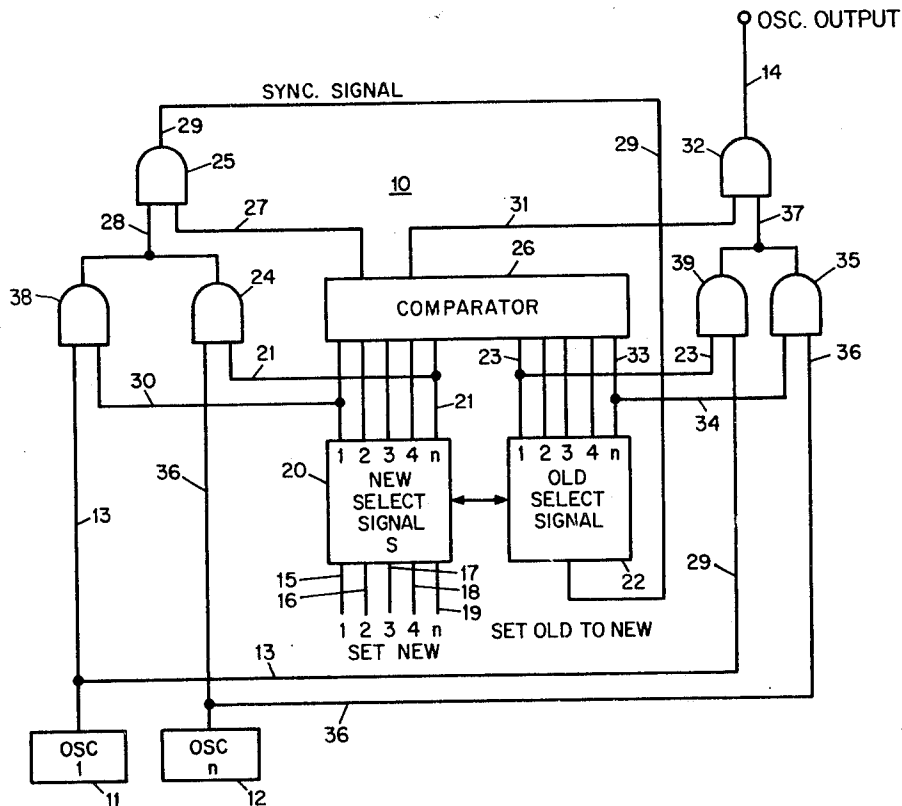 OSC. OUTPUT
14
SYNC. SIGNAL
29
25
29
32
10
28
27
31
37
26
38
24
39
35
COMPARATOR
21
23
33
23
36
30
21
34
1 2 3 4 n
1 2 3 4 n
20
NEW
SELECT
SIGNAL
S
OLD
SELECT
SIGNAL
36
13
29
15
17
22
16
18
19
1 2 3 4 n
SET NEW
SET OLD TO NEW
13
36
OSC
1
OSC
n
11
12